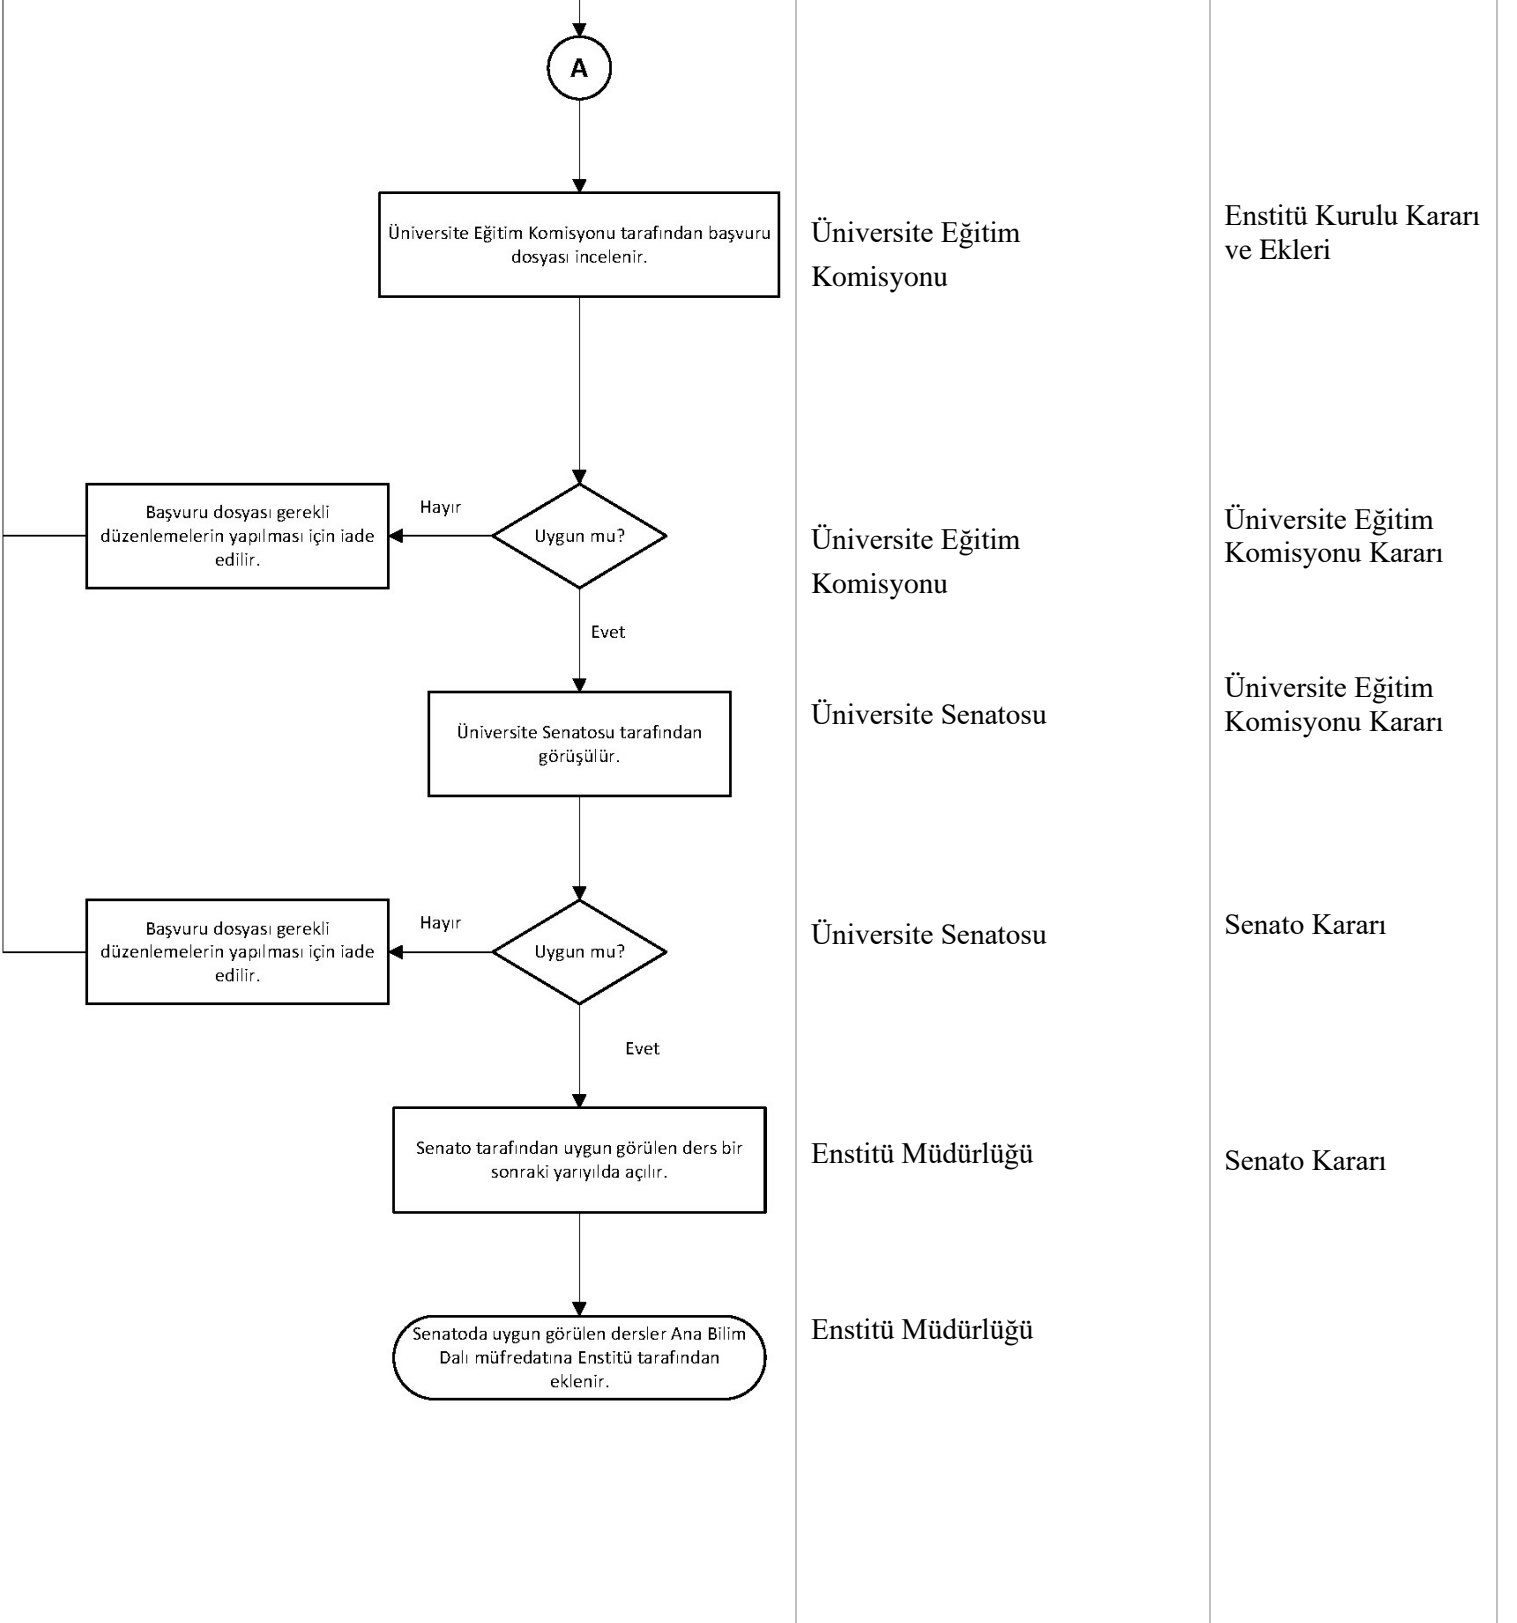 A
Üniversite Eğitim Komisyonu tarafından başvuru
dosyası incelenir.
Üniversite Eğitim
Komisyonu
Enstitü Kurulu Kararı
ve Ekleri
Başvuru dosyası gerekli
düzenlemelerin yapılması için iade
edilir.
Hayır
Uygun mu?
Üniversite Eğitim
Komisyonu
Üniversite Eğitim
Komisyonu Kararı
Evet
Üniversite Senatosu tarafından
görüşülür.
Üniversite Senatosu
Üniversite Eğitim
Komisyonu Kararı
Başvuru dosyası gerekli
düzenlemelerin yapılması için iade
edilir.
Hayır
Uygun mu?
Üniversite Senatosu
Senato Kararı
Evet
Senato tarafından uygun görülen ders bir
sonraki yarıyılda açılır.
Enstitü Müdürlüğü
Senato Kararı
Senatoda uygun görülen dersler Ana Bilim
Dalı müfredatına Enstitü tarafından
eklenir.
Enstitü Müdürlüğü